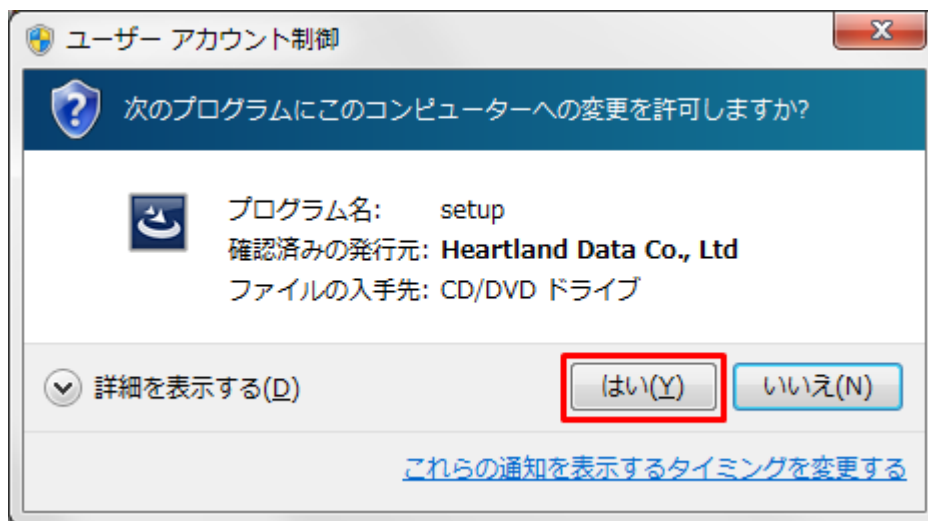 ユーザー アカウント制御
次のプログラムにこのコンピューターへの変更を許可しますか?
プログラム名: setup
確認済みの発行元: Heartland Data Co., Ltd
ファイルの入手先: CD/DVD ドライブ
詳細を表示する(D) はい(Y) いいえ(N)
これらの通知を表示するタイミングを変更する